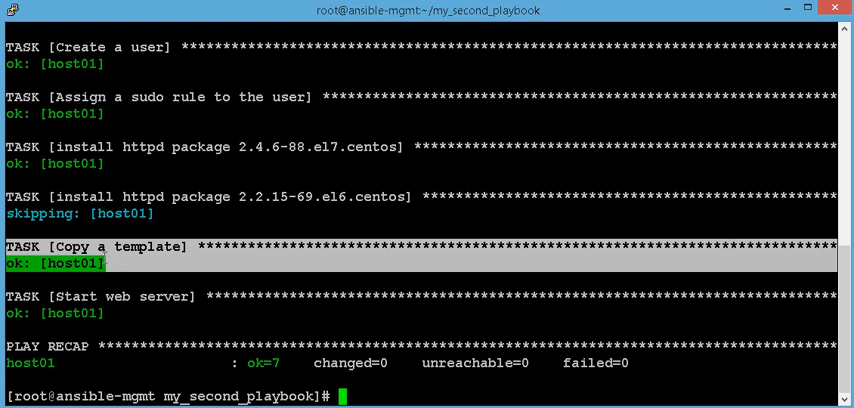 root@ansible-mgmt:~/my_second_playbook
TASK [Create a user] ********************************************************************************
ok: [host01]
TASK [Assign a sudo rule to the user] ***************************************************************
ok: [host01]
TASK [install httpd package 2.4.6-88.el7.centos] ****************************************************
ok: [host01]
TASK [install httpd package 2.2.15-69.el6.centos] ***************************************************
skipping: [host01]
TASK [Copy a template] ******************************************************************************
ok: [host01]
TASK [Start web server] *****************************************************************************
ok: [host01]
PLAY RECAP ******************************************************************************************
host01                     : ok=7    changed=0    unreachable=0    failed=0
[root@ansible-mgmt my_second_playbook]#